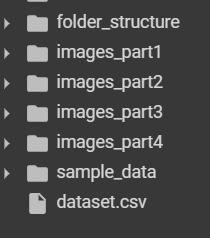 folder_structure
images_part1
images_part2
images_part3
images_part4
sample_data
dataset.csv